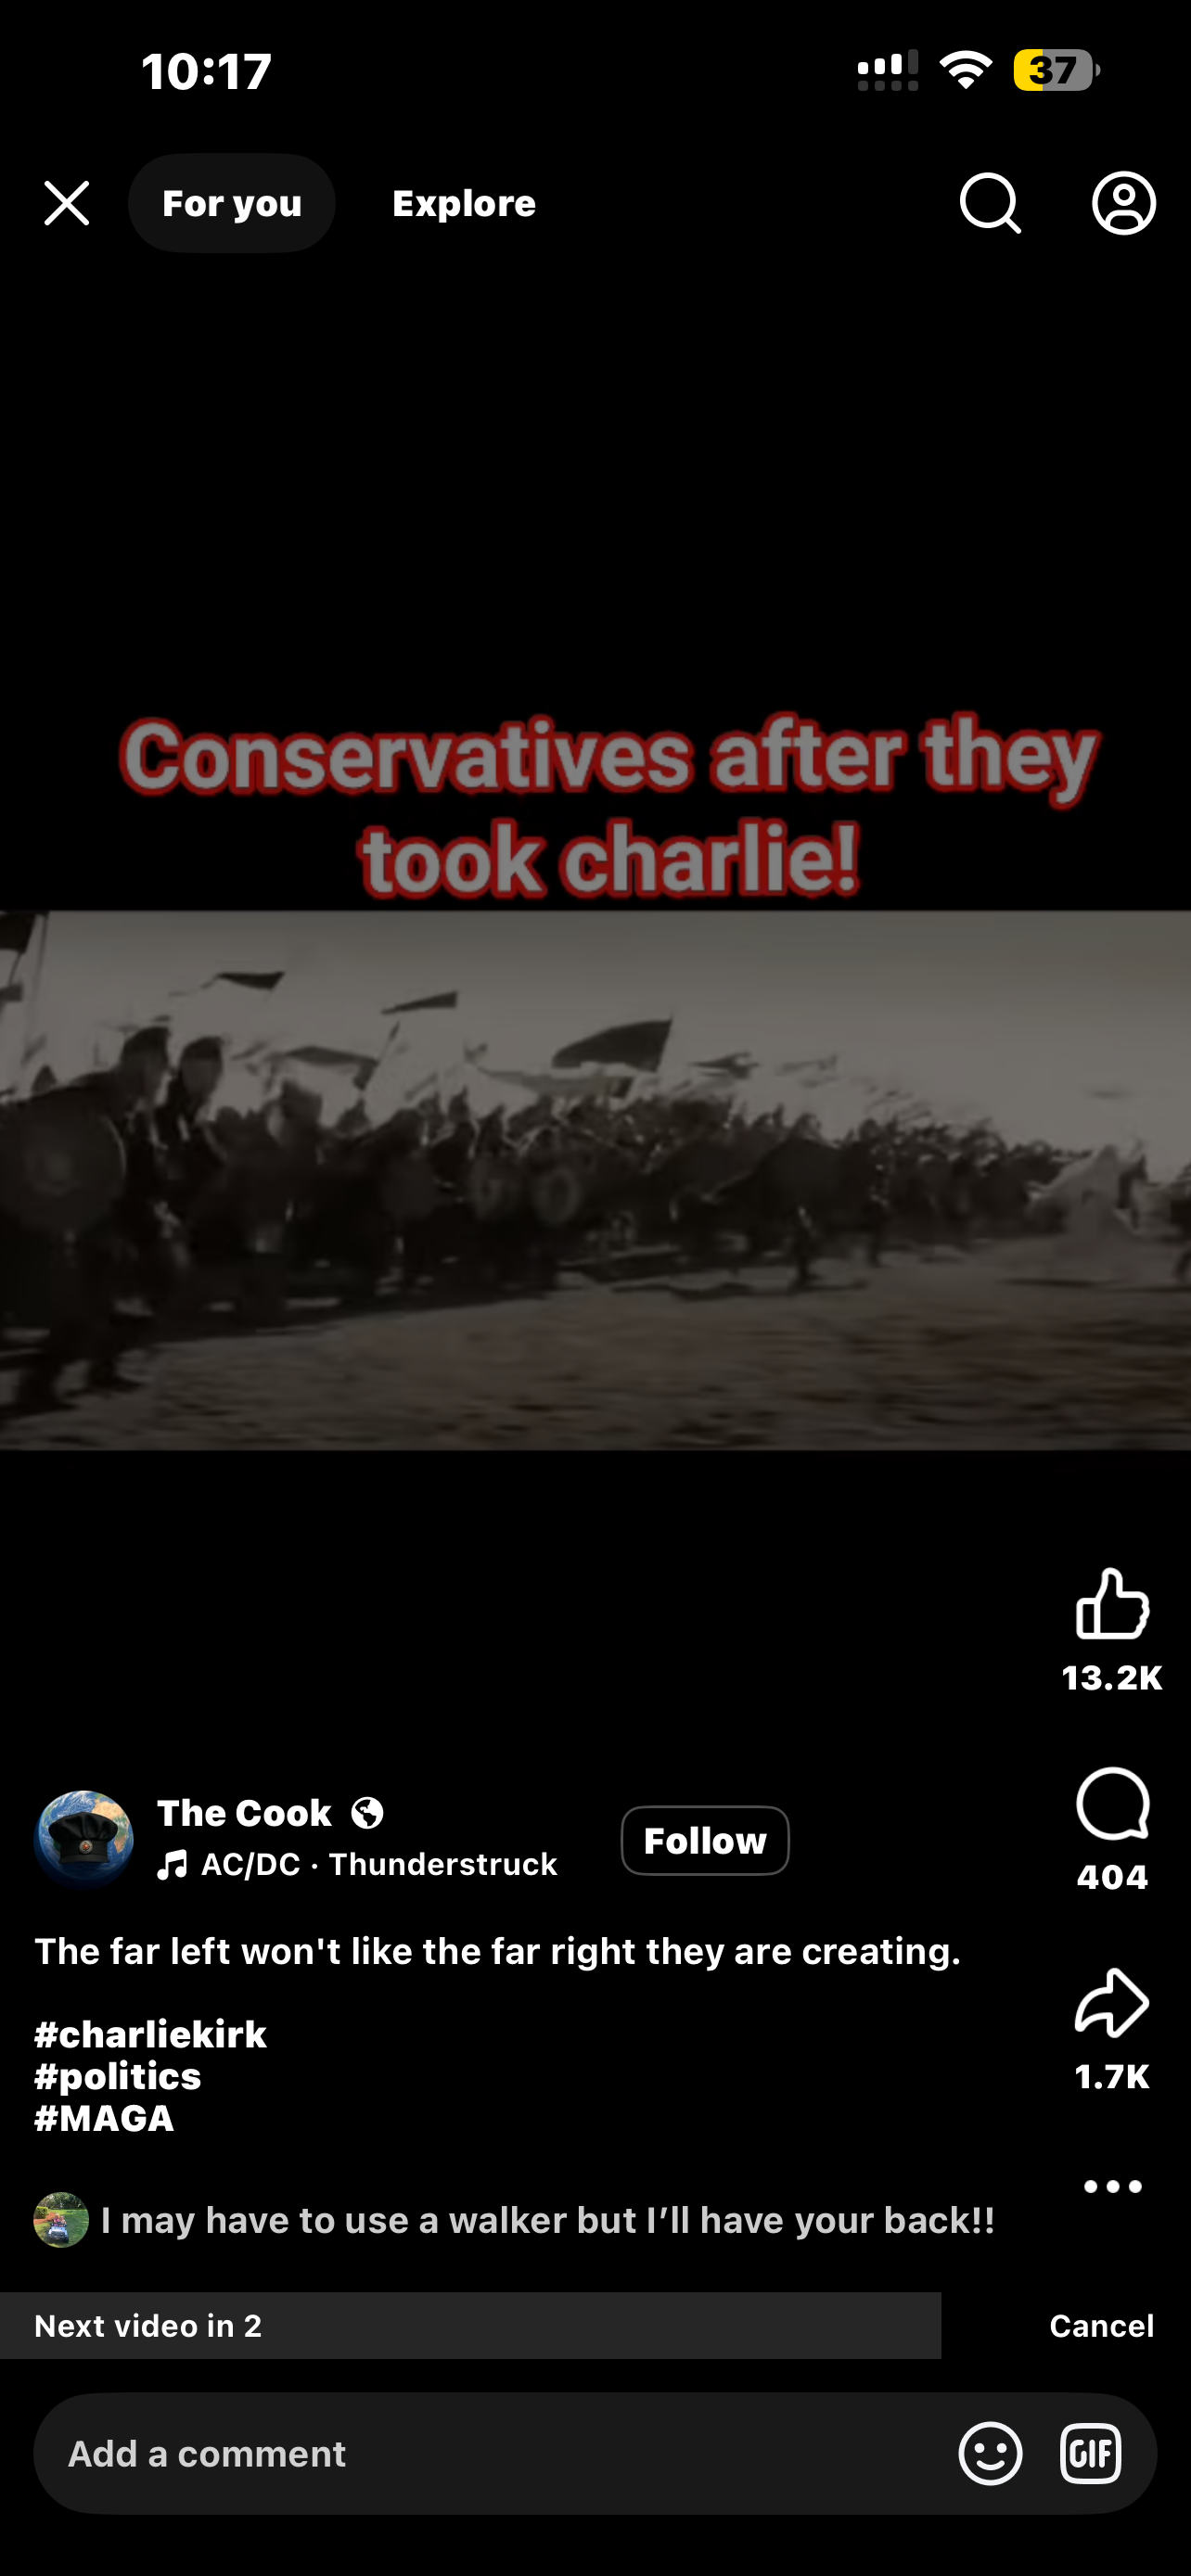 10:17
37
For you
Explore
Conservatives after they
took charlie!
13.2K
The Cook
Follow
AC/DC · Thunderstruck
404
The far left won't like the far right they are creating.
#charliekirk
#politics
#MAGA
1.7K
I may have to use a walker but I’ll have your back!!
Next video in 2
Cancel
Add a comment
GIF